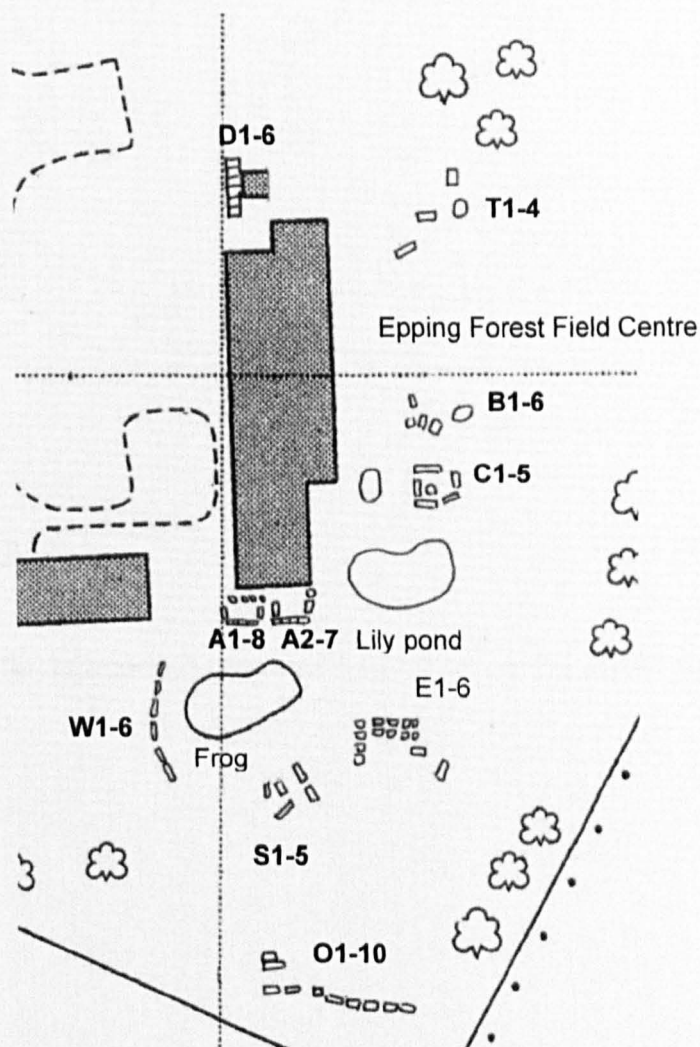 D1-6
T1-4
Epping Forest Field Centre
B1-6
C1-5
A1-8 A2-7 Lily pond
E1-6
W1-6
Frog
S1-5
O1-10